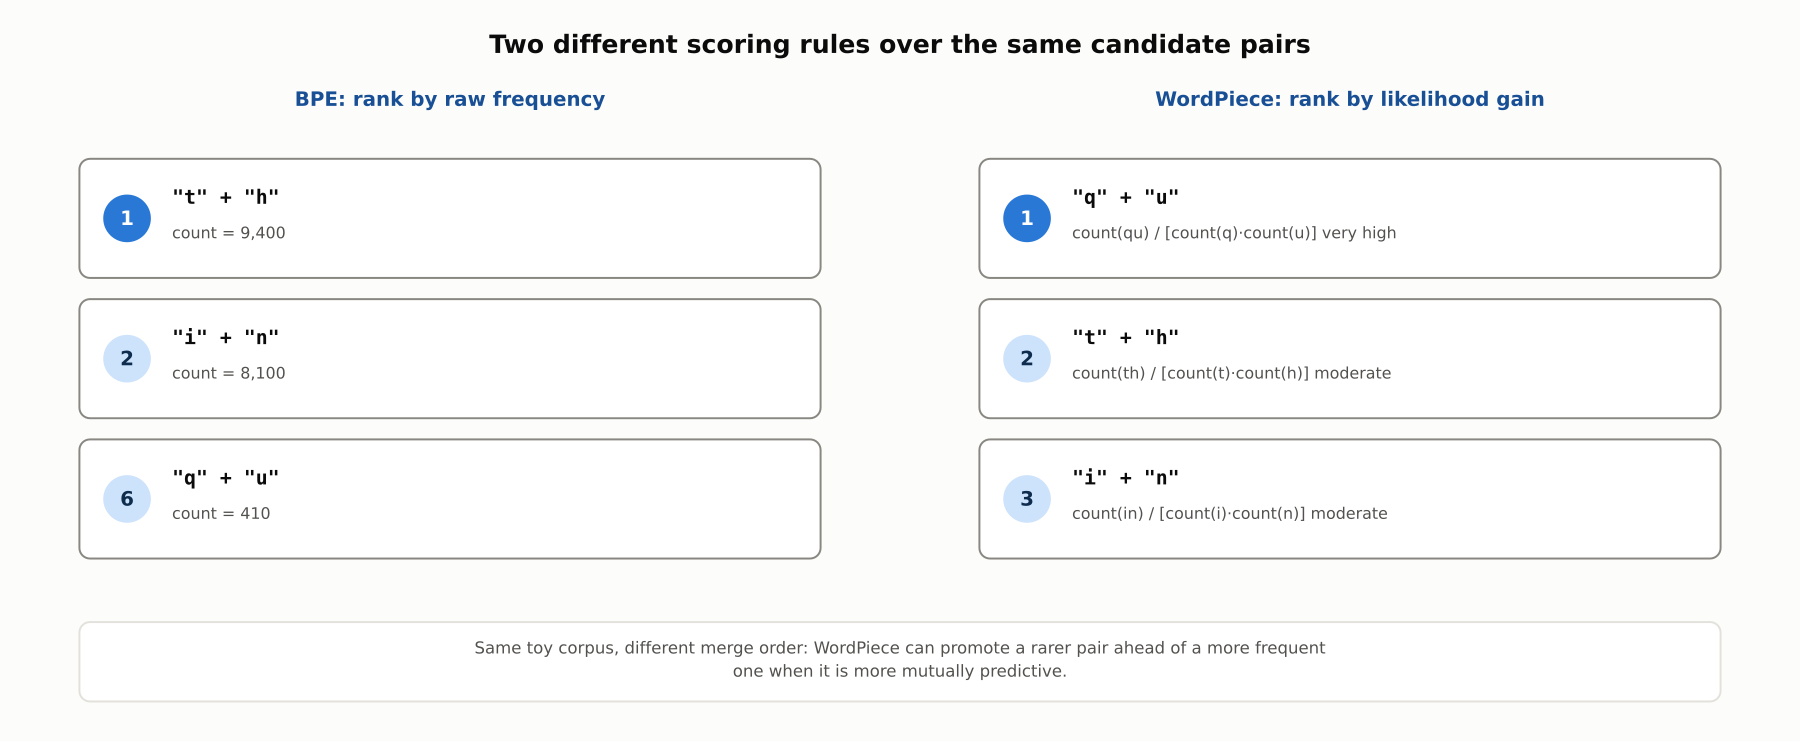 Two different scoring rules over the same candidate pairs
BPE: rank by raw frequency
1
"t" + "h"
count = 9,400
2
"i" + "n"
count = 8,100
6
"q" + "u"
count = 410
WordPiece: rank by likelihood gain
1
"q" + "u"
count(qu) / [count(q)·count(u)] very high
2
"t" + "h"
count(th) / [count(t)·count(h)] moderate
3
"i" + "n"
count(in) / [count(i)·count(n)] moderate
Same toy corpus, different merge order: WordPiece can promote a rarer pair ahead of a more frequent
one when it is more mutually predictive.